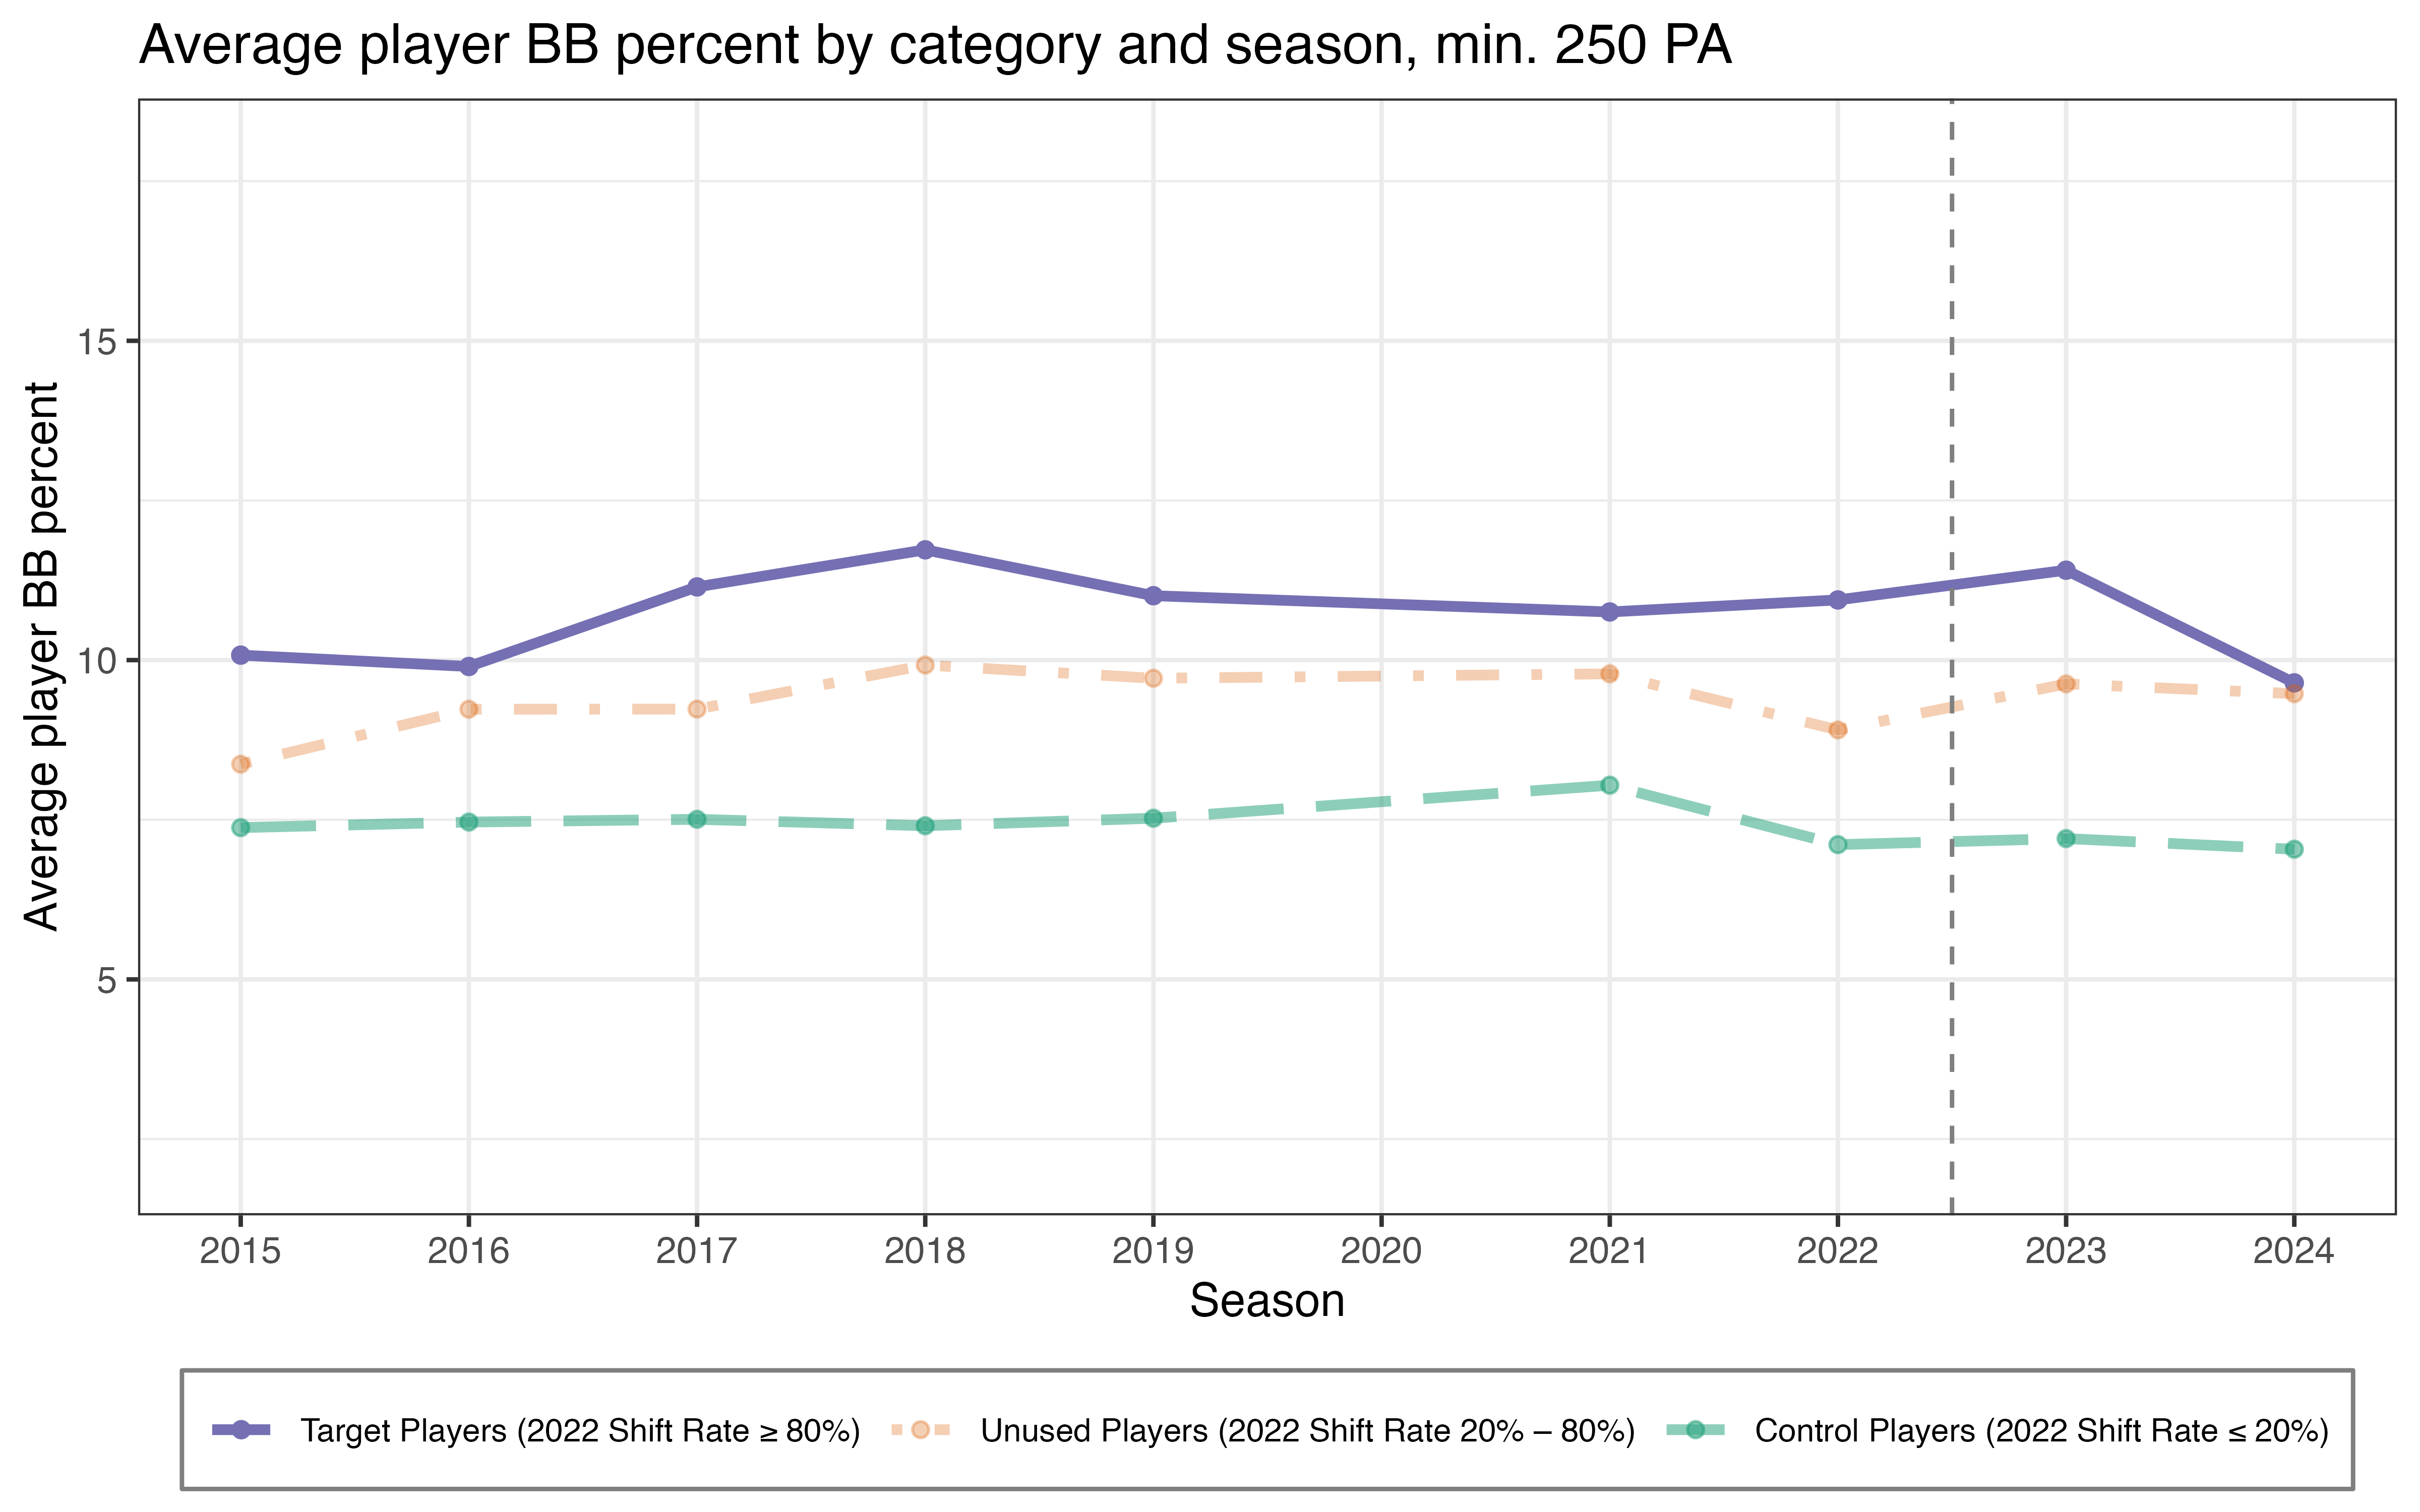 Average player BB percent by category and season, min. 250 PA
Average player BB percent
15
10
5
2015 2016 2017 2018 2019 2020 2021 2022 2023 2024
Season
Target Players (2022 Shift Rate ≥ 80%) Unused Players (2022 Shift Rate 20% – 80%) Control Players (2022 Shift Rate ≤ 20%)